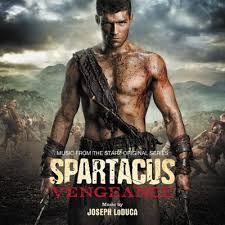 MUSIC FROM THE STARZ ORIGINAL SERIES
SPARTACUS
VENGEANCE
Music by
JOSEPH LoDUCA